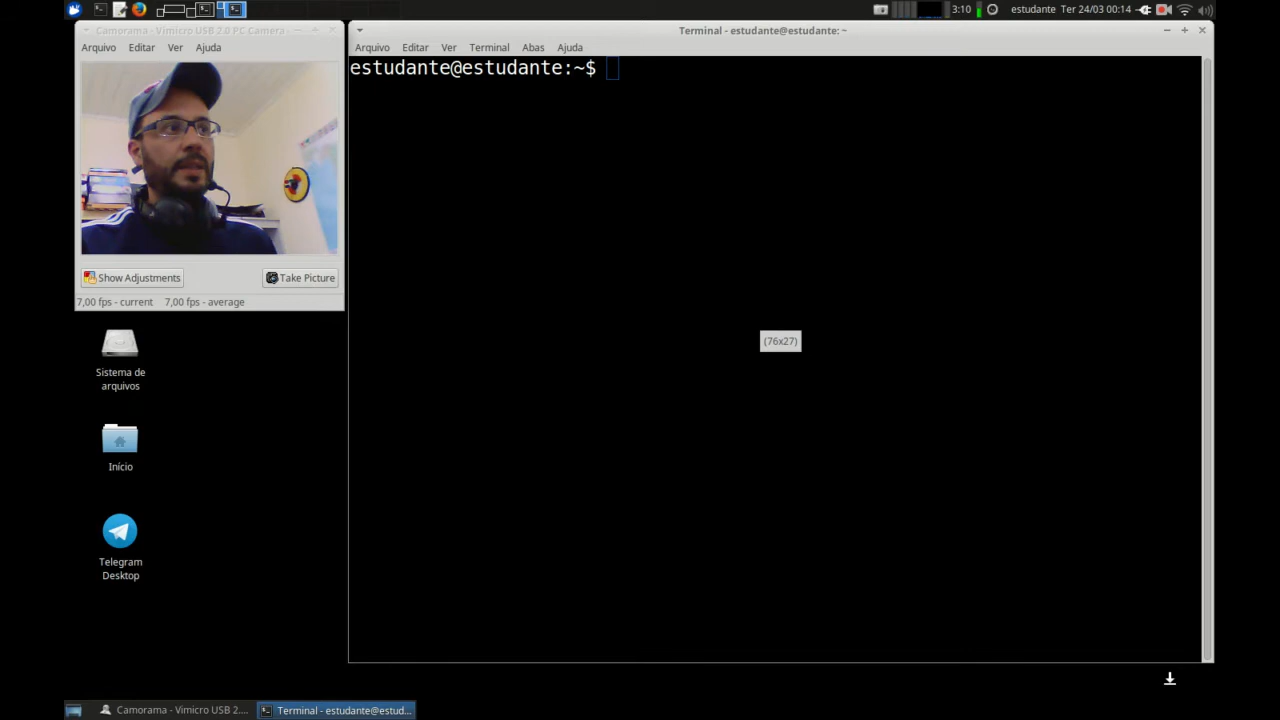 3:10 estudante Ter 24/03 00:14
Camorama - Vimicro USB 2.0 PC Camera -
Arquivo Editar Ver Ajuda
Show Adjustments Take Picture
7,00 fps - current 7,00 fps - average
Terminal - estudante@estudante: ~
Arquivo Editar Ver Terminal Abas Ajuda
estudante@estudante:~$
(76x27)
Sistema de
arquivos
Início
Telegram
Desktop
Camorama - Vimicro USB 2....
Terminal - estudante@estud...